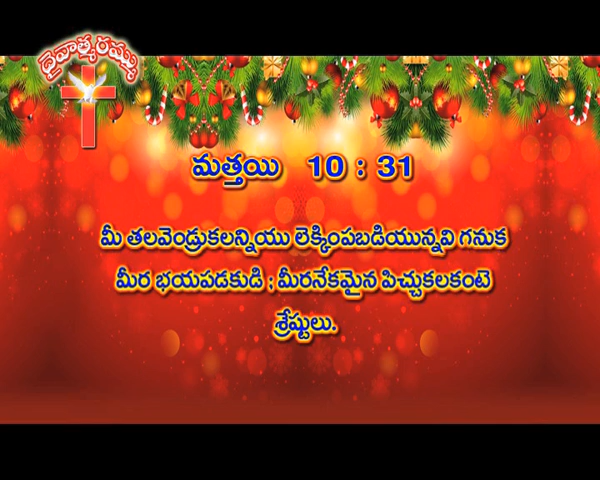 దైవాత్మరమ్ము
మత్తయి 10 : 31
మీ తలవెండ్రుకలన్నియు లెక్కింపబడియున్నవి గనుక
మీర భయపడకుడి ; మీరనేకమైన పిచ్చుకలకంటె
శ్రేష్టులు.